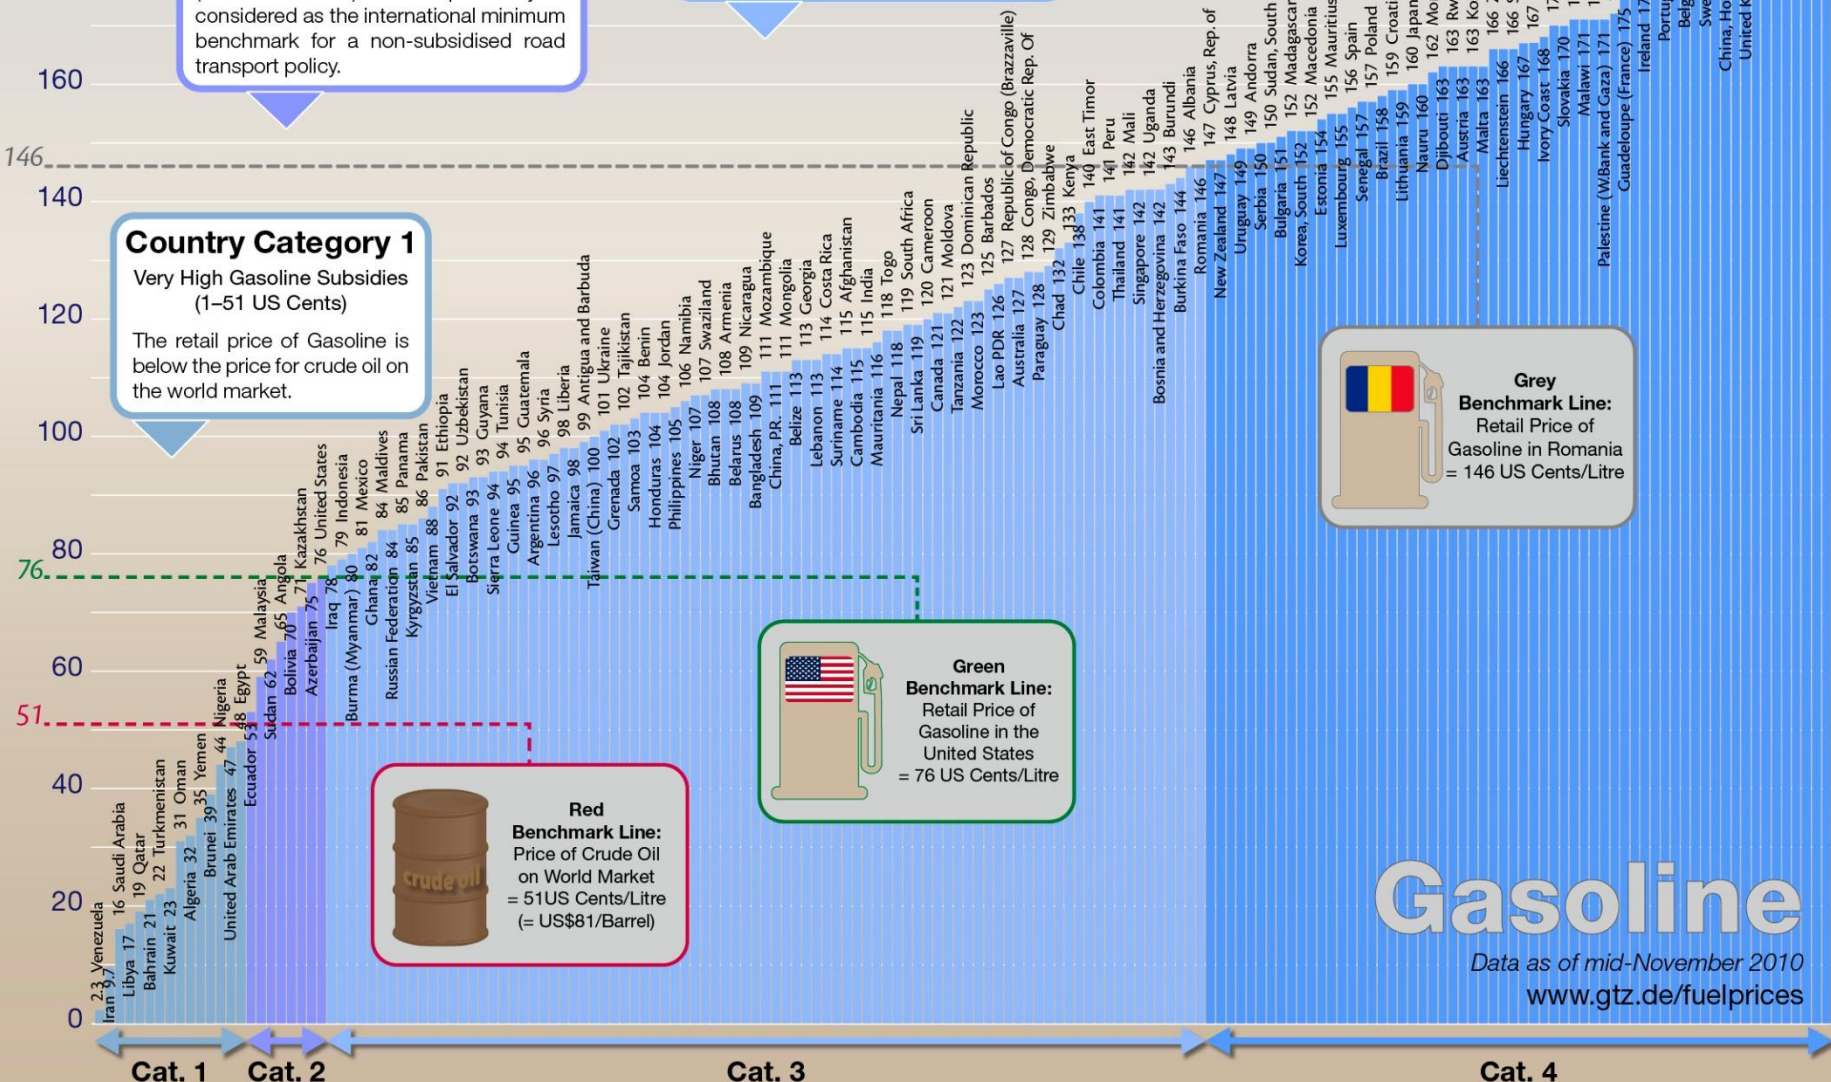 considered as the international minimum
benchmark for a non-subsidised road
transport policy.
160
146
140
120
100
80
76
60
51
40
20
0
Country Category 1
Very High Gasoline Subsidies
(1–51 US Cents)
The retail price of Gasoline is
below the price for crude oil on
the world market.
2.3 Venezuela
Iran 9.7
16 Saudi Arabia
Libya 17
19 Qatar
Bahrain 21
22 Turkmenistan
Kuwait 23
31 Oman
Algeria 32
35 Yemen
Brunei 39
44 Nigeria
United Arab Emirates 47
48 Egypt
Ecuador 53
59 Malaysia
Sudan 62
65 Angola
Bolivia 70
71 Kazakhstan
Azerbaijan 75
76 United States
Iraq 78
79 Indonesia
Burma (Myanmar) 80
81 Mexico
Ghana 82
84 Maldives
Russian Federation 84
85 Panama
Kyrgyzstan 85
86 Pakistan
Vietnam 88
91 Ethiopia
El Salvador 92
92 Uzbekistan
Botswana 93
93 Guyana
Sierra Leone 94
94 Tunisia
Guinea 95
95 Guatemala
Argentina 96
96 Syria
Lesotho 97
98 Liberia
Jamaica 98
99 Antigua and Barbuda
Taiwan (China) 100
101 Ukraine
Grenada 102
102 Tajikistan
Samoa 103
104 Benin
Honduras 104
104 Jordan
Philippines 105
106 Namibia
Niger 107
107 Swaziland
Bhutan 108
108 Armenia
Belarus 108
109 Nicaragua
Bangladesh 109
111 Mozambique
China, P.R. 111
111 Mongolia
Belize 113
113 Georgia
Lebanon 113
114 Costa Rica
Suriname 114
115 Afghanistan
Cambodia 115
115 India
Mauritania 116
118 Togo
Nepal 118
119 South Africa
Sri Lanka 119
120 Cameroon
Canada 121
121 Moldova
Tanzania 122
123 Dominican Republic
Morocco 123
125 Barbados
Lao PDR 126
127 Republic of Congo (Brazzaville)
Australia 127
128 Congo, Democratic Rep. Of
Paraguay 128
129 Zimbabwe
Chad 132
133 Kenya
Chile 138
140 East Timor
Colombia 141
141 Peru
Thailand 141
142 Mali
Singapore 142
142 Uganda
Bosnia and Herzegovina 142
143 Burundi
Burkina Faso 144
146 Albania
Romania 146
147 Cyprus, Rep. of
New Zealand 147
148 Latvia
Uruguay 149
149 Andorra
Serbia 150
150 Sudan, South
Bulgaria 151
152 Madagascar
Korea, South 152
152 Macedonia
Estonia 154
155 Mauritius
Luxembourg 155
156 Spain
Senegal 157
157 Poland
Brazil 158
159 Croati
Lithuania 159
160 Japan
Nauru 160
162 Mo
Djibouti 163
163 Rw
Austria 163
163 Ko
Malta 163
166
Liechtenstein 166
166
Hungary 167
167
Ivory Coast 168
Slovakia 170
Malawi 171
Palestine (W.Bank and Gaza) 171
Guadeloupe (France) 175
Ireland 17
Portu
Belg
Swe
China, Ho
United K
Red
Benchmark Line:
Price of Crude Oil
on World Market
= 51US Cents/Litre
(= US$81/Barrel)
crude oil
Green
Benchmark Line:
Retail Price of
Gasoline in the
United States
= 76 US Cents/Litre
Grey
Benchmark Line:
Retail Price of
Gasoline in Romania
= 146 US Cents/Litre
Gasoline
Data as of mid-November 2010
www.gtz.de/fuelprices
Cat. 1
Cat. 2
Cat. 3
Cat. 4